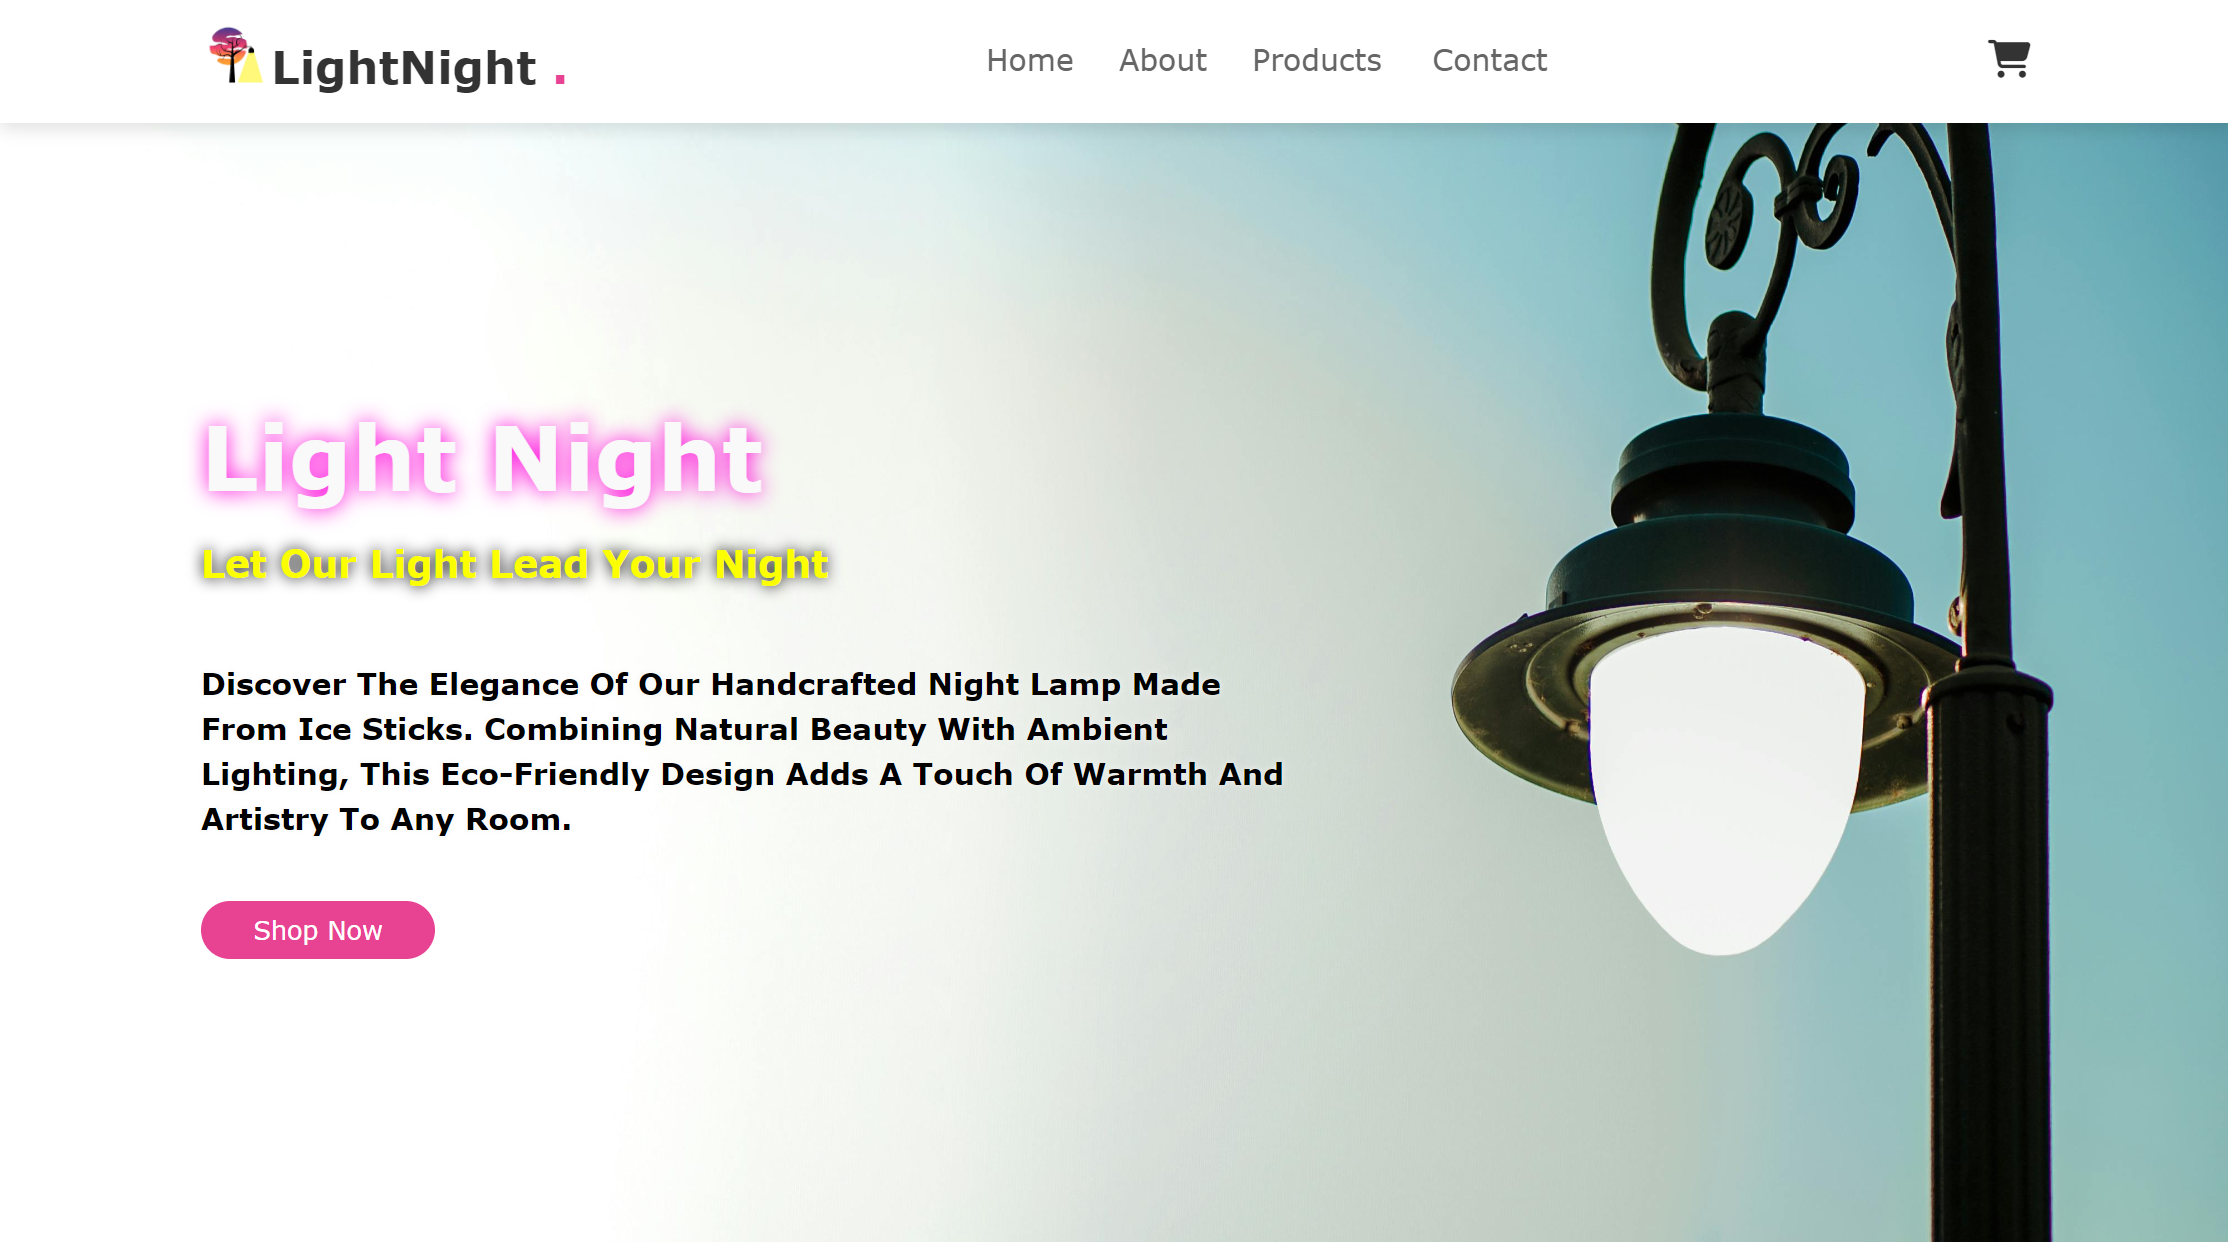 LightNight .
Home About Products Contact
Light Night
Let Our Light Lead Your Night
Discover The Elegance Of Our Handcrafted Night Lamp Made
From Ice Sticks. Combining Natural Beauty With Ambient
Lighting, This Eco-Friendly Design Adds A Touch Of Warmth And
Artistry To Any Room.
Shop Now